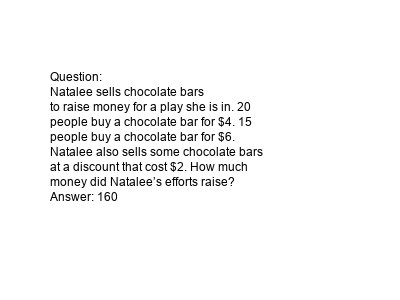 Question:
Natalee sells chocolate bars
to raise money for a play she is in. 20
people buy a chocolate bar for $4. 15
people buy a chocolate bar for $6.
Natalee also sells some chocolate bars
at a discount that cost $2. How much
money did Natalee’s efforts raise?
Answer: 160